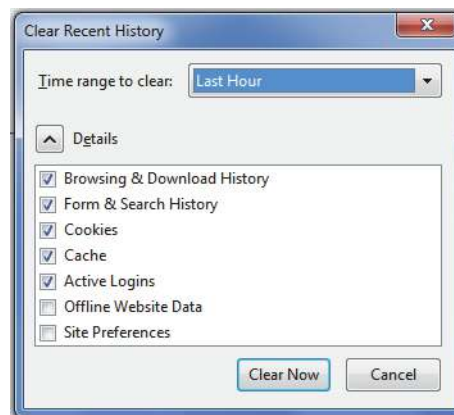 Clear Recent History
Time range to clear: Last Hour
Details
Browsing & Download History
Form & Search History
Cookies
Cache
Active Logins
Offline Website Data
Site Preferences
Clear Now Cancel